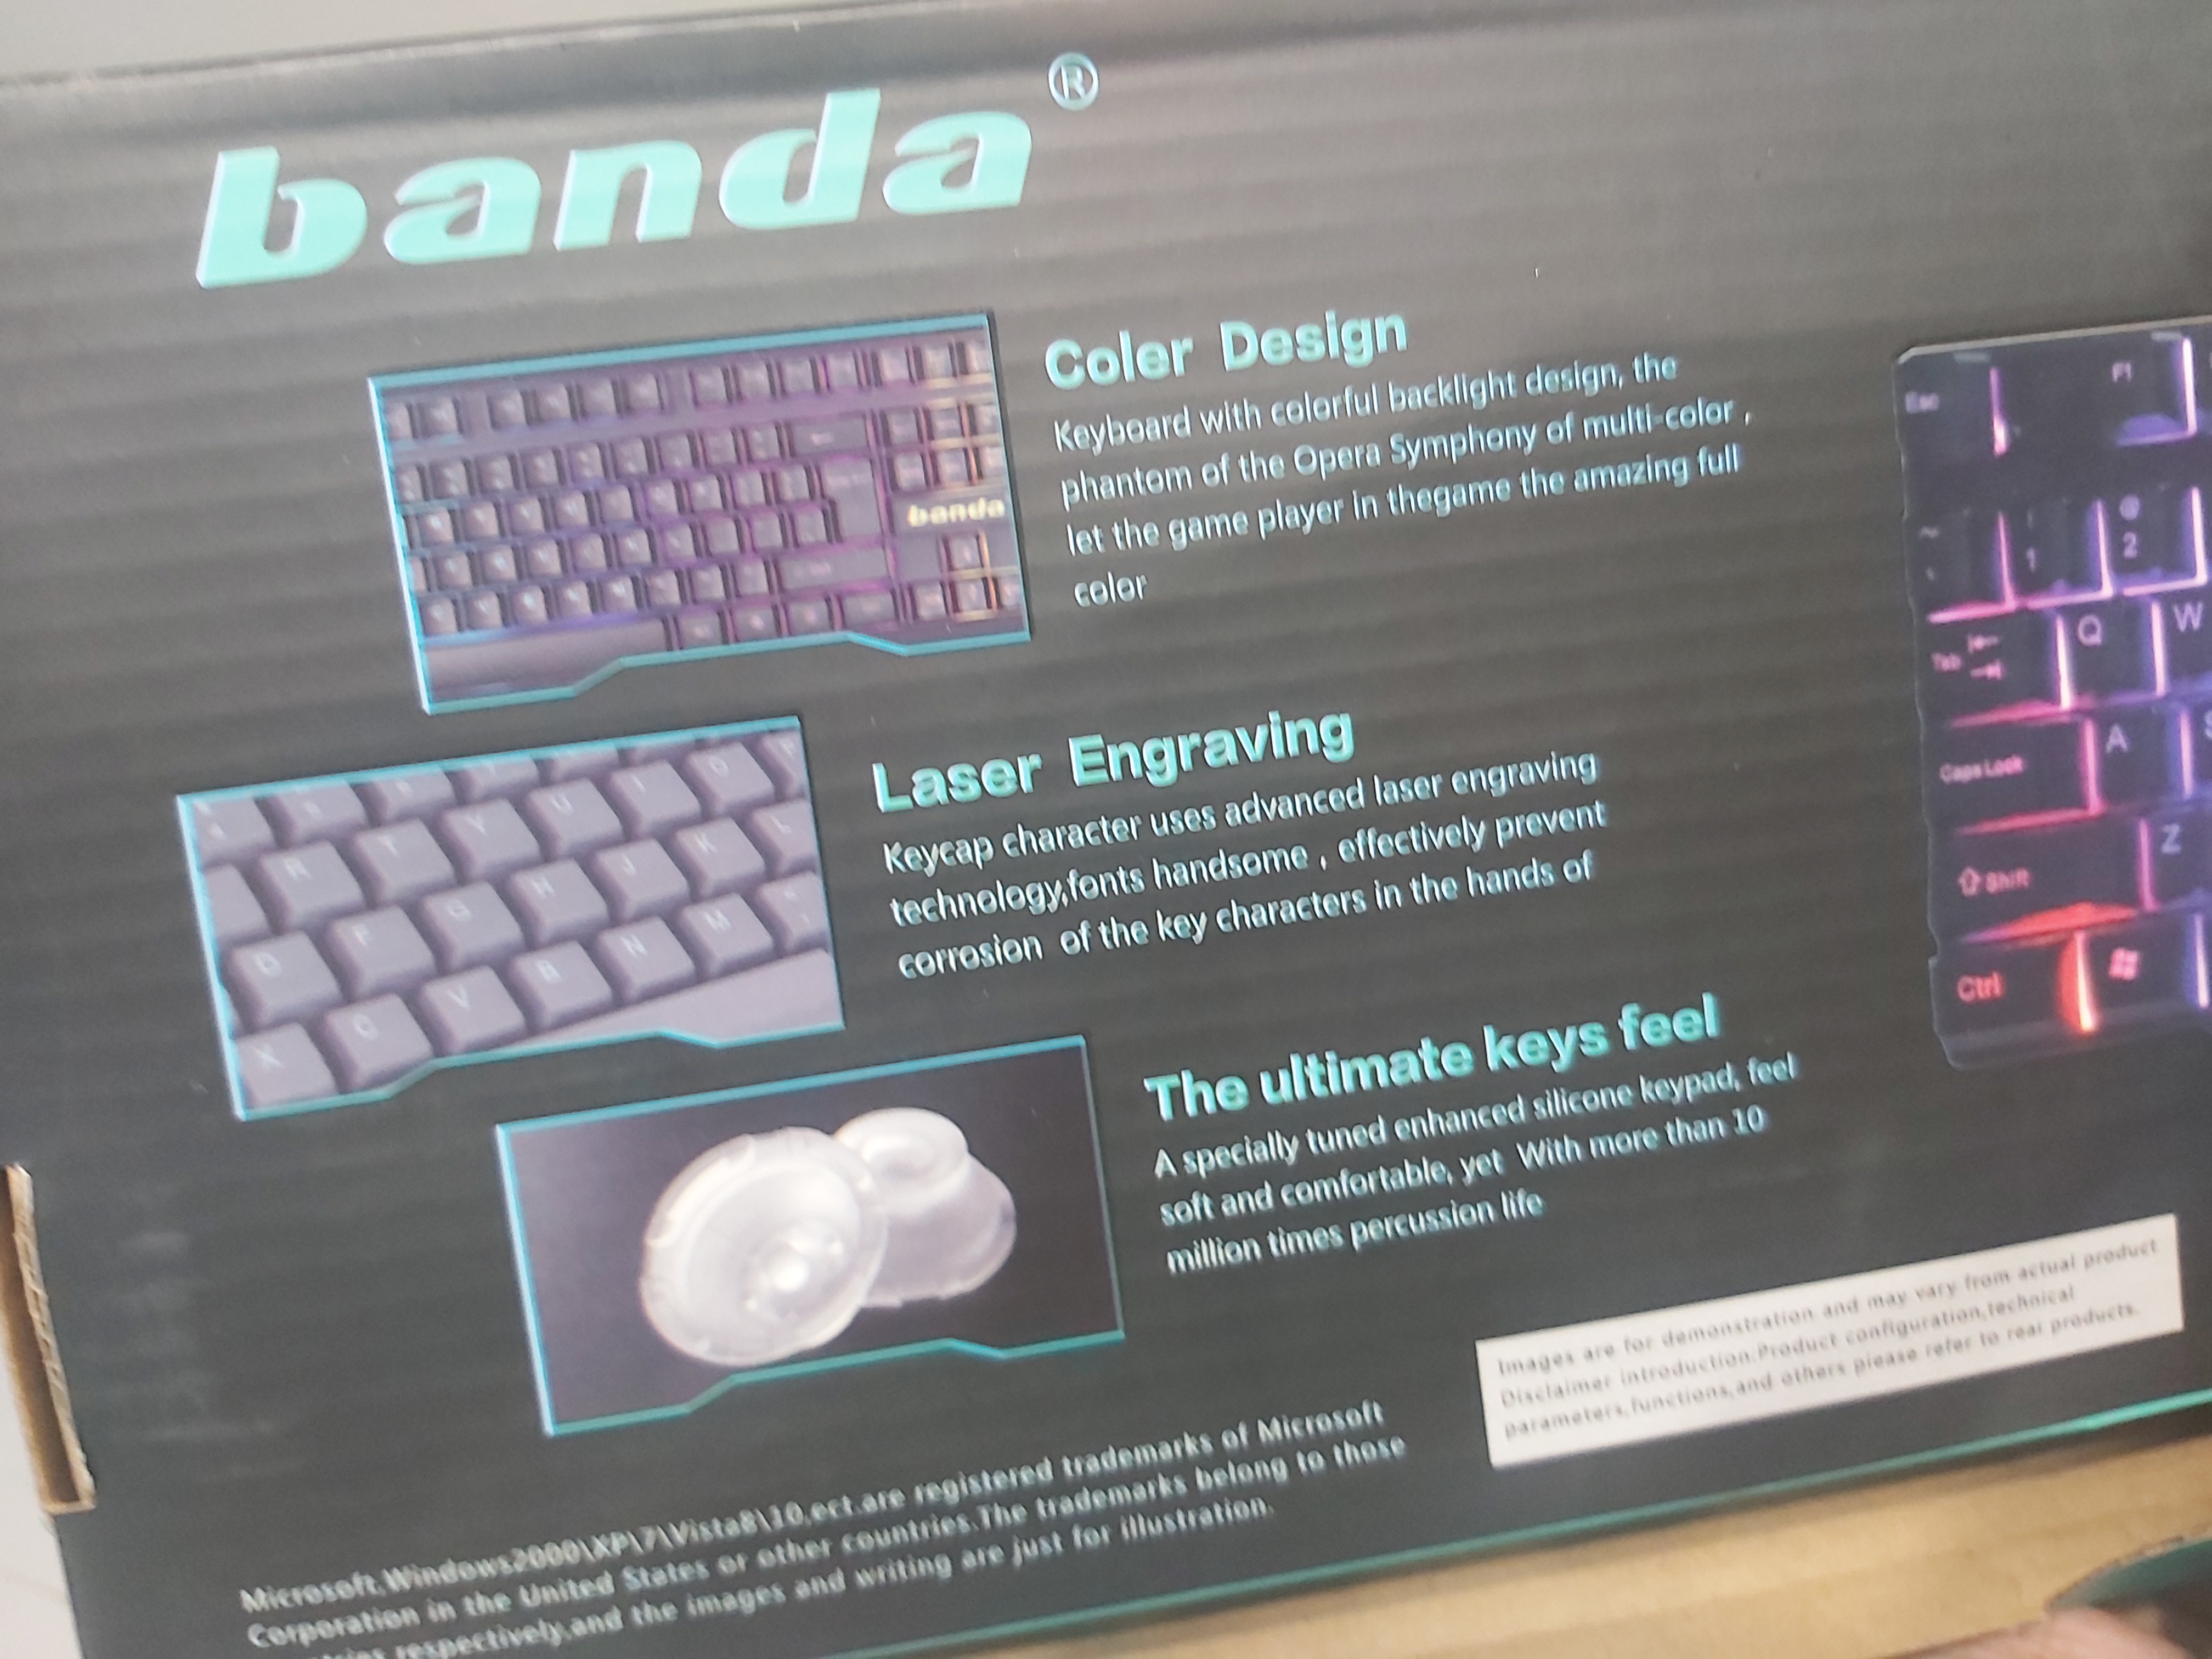 banda®
Coler Design
Keyboard with colorful backlight design, the
phantom of the Opera Symphony of multi-color ,
let the game player in thegame the amazing full
color
banda
Laser Engraving
Keycap character uses advanced laser engraving
technology,fonts handsome , effectively prevent
corrosion of the key characters in the hands of
R T Y U I O
D F G H J K L
X C V B N M
The ultimate keys feel
A specially tuned enhanced silicone keypad, feel
soft and comfortable, yet With more than 10
million times percussion life
Esc F1
~ 1 @ 2
Tab Q W
Caps Lock A
Shift Z
Ctrl
Images are for demonstration and may vary from actual product
Disclaimer introduction.Product configuration,technical
parameters,functions,and others please refer to real products.
Microsoft,Windows2000\XP\7\Vista8\10,ect.are registered trademarks of Microsoft
Corporation in the United States or other countries.The trademarks belong to those
respectively,and the images and writing are just for illustration.